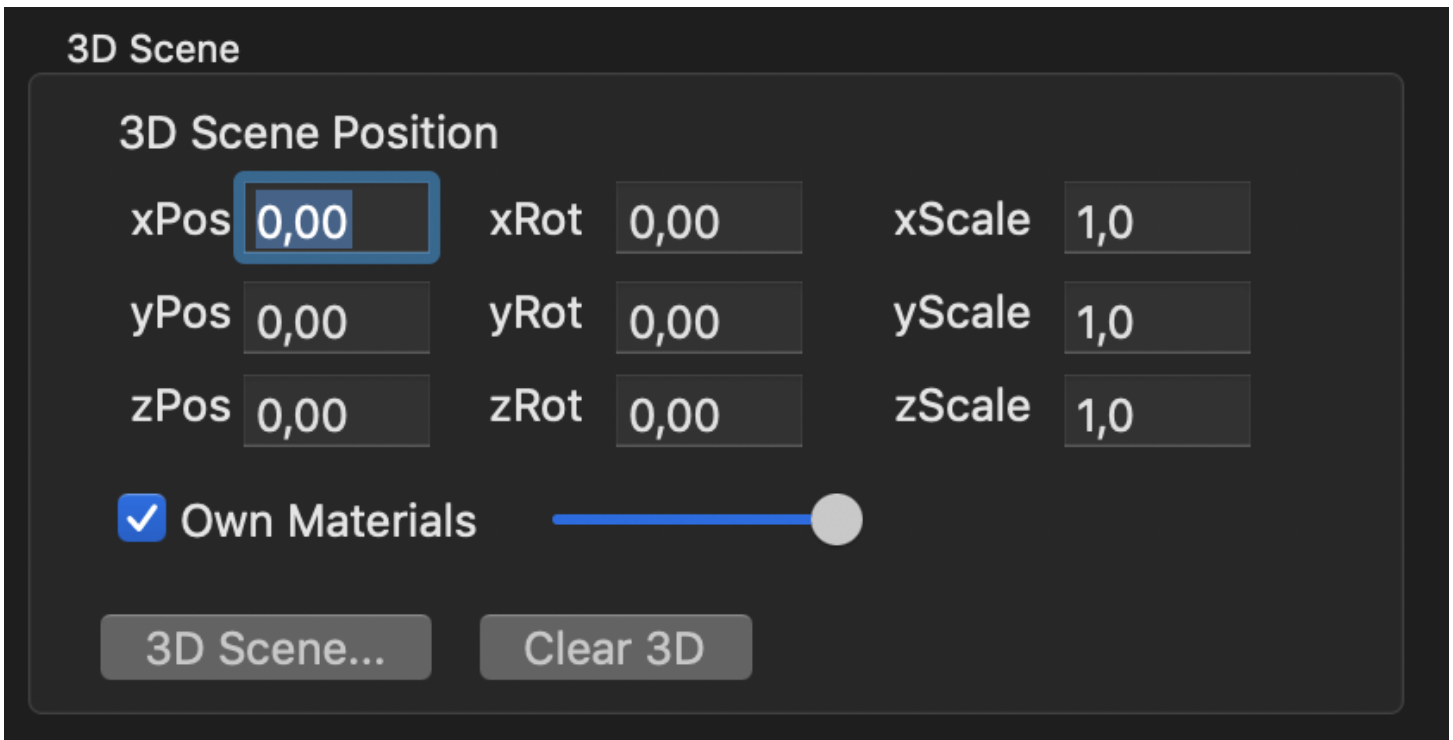 3D Scene
3D Scene Position
xPos 0,00 xRot 0,00 xScale 1,0
yPos 0,00 yRot 0,00 yScale 1,0
zPos 0,00 zRot 0,00 zScale 1,0
Own Materials
3D Scene... Clear 3D